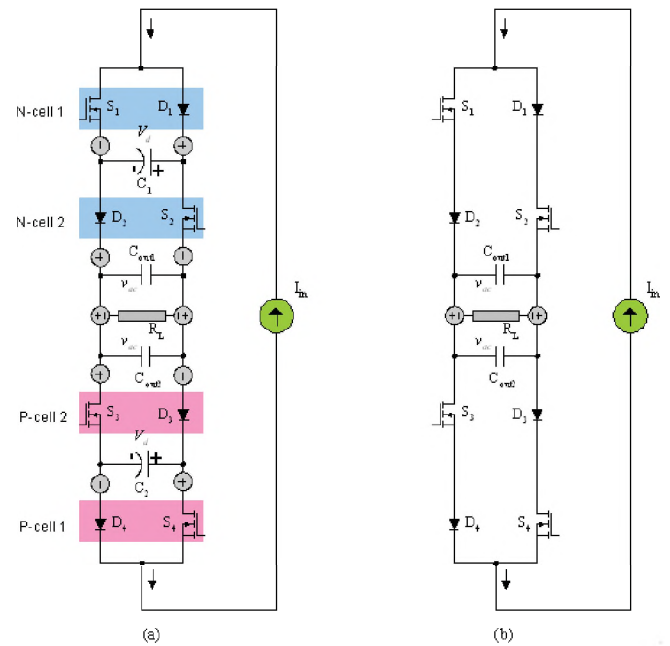 N-cell 1
S1
D1
Vd
- +
C1
N-cell 2
D2
S2
Cout1
vac
Iin
RL
vac
Cout2
P-cell 2
S3
D3
Vd
- +
C2
P-cell 1
D4
S4
(a)
S1
D1
D2
S2
Cout1
vac
Iin
RL
vac
S3
D3
D4
S4
(b)